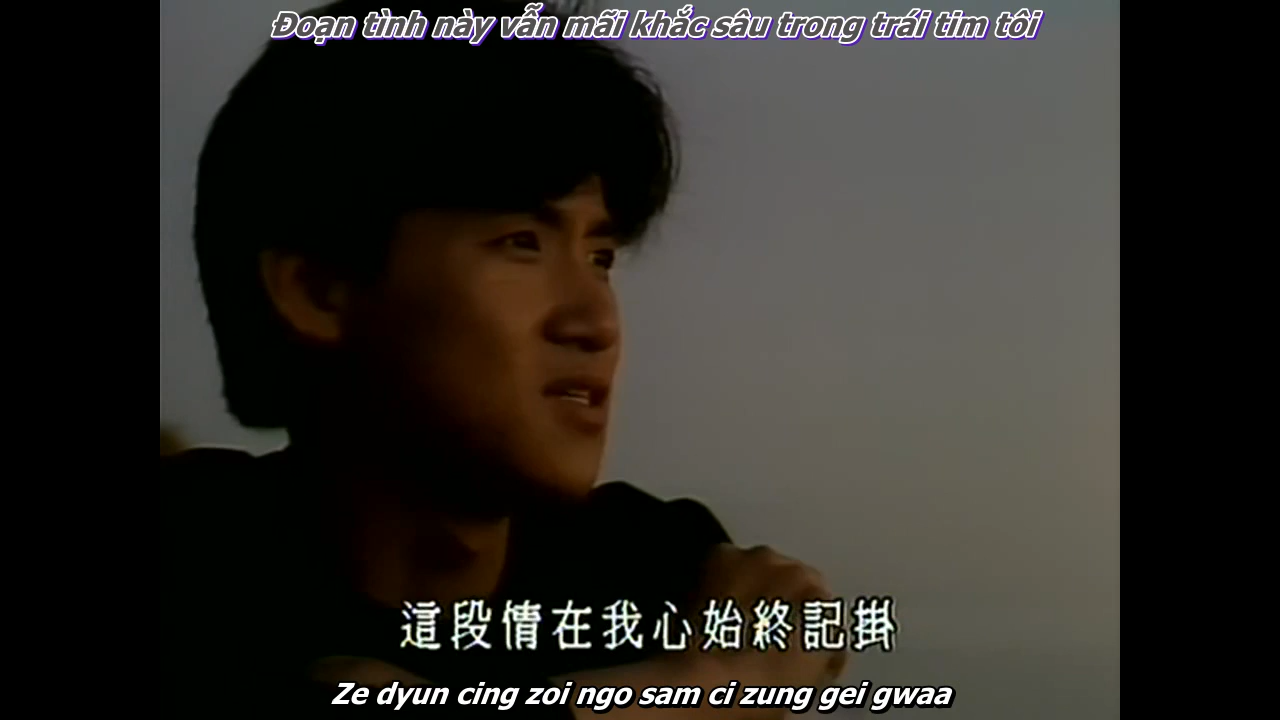 Đoạn tình này vẫn mãi khắc sâu trong trái tim tôi
這段情在我心始終記掛
Ze dyun cing zoi ngo sam ci zung gei gwaa